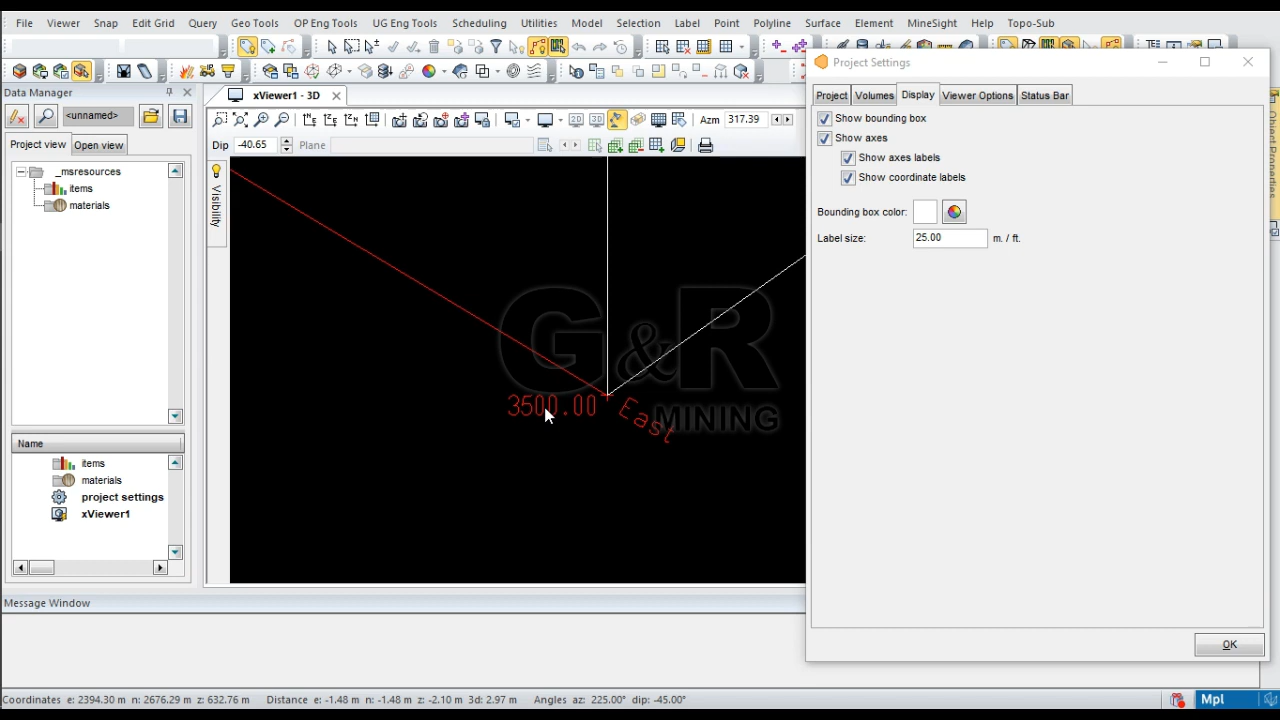 File Viewer Snap Edit Grid Query Geo Tools OP Eng Tools UG Eng Tools Scheduling Utilities Model Selection Label Point Polyline Surface Element MineSight Help Topo-Sub
Project Settings
Data Manager
xViewer1 - 3D
<unnamed>
Project Volumes Display Viewer Options Status Bar
2D 3D Azm 317.39
Show bounding box
Project view Open view
Dip -40.65 Plane
Show axes
Show axes labels
_msresources
Show coordinate labels
items
materials
Visibility
Object Properties
Bounding box color:
Label size: 25.00 m. / ft.
G&R
MINING
3500.00 East
Name
items
materials
project settings
xViewer1
Message Window
OK
Coordinates e: 2394.30 m n: 2676.29 m z: 632.76 m Distance e: -1.48 m n: -1.48 m z: -2.10 m 3d: 2.97 m Angles az: 225.00° dip: -45.00°
Mpl